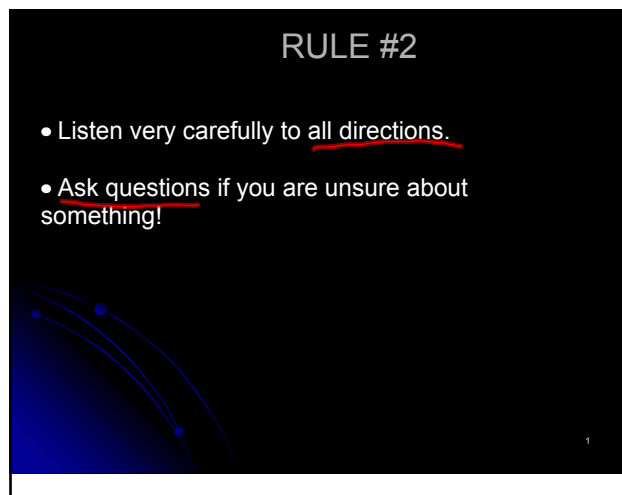 RULE #2
• Listen very carefully to all directions.
• Ask questions if you are unsure about
something!
1